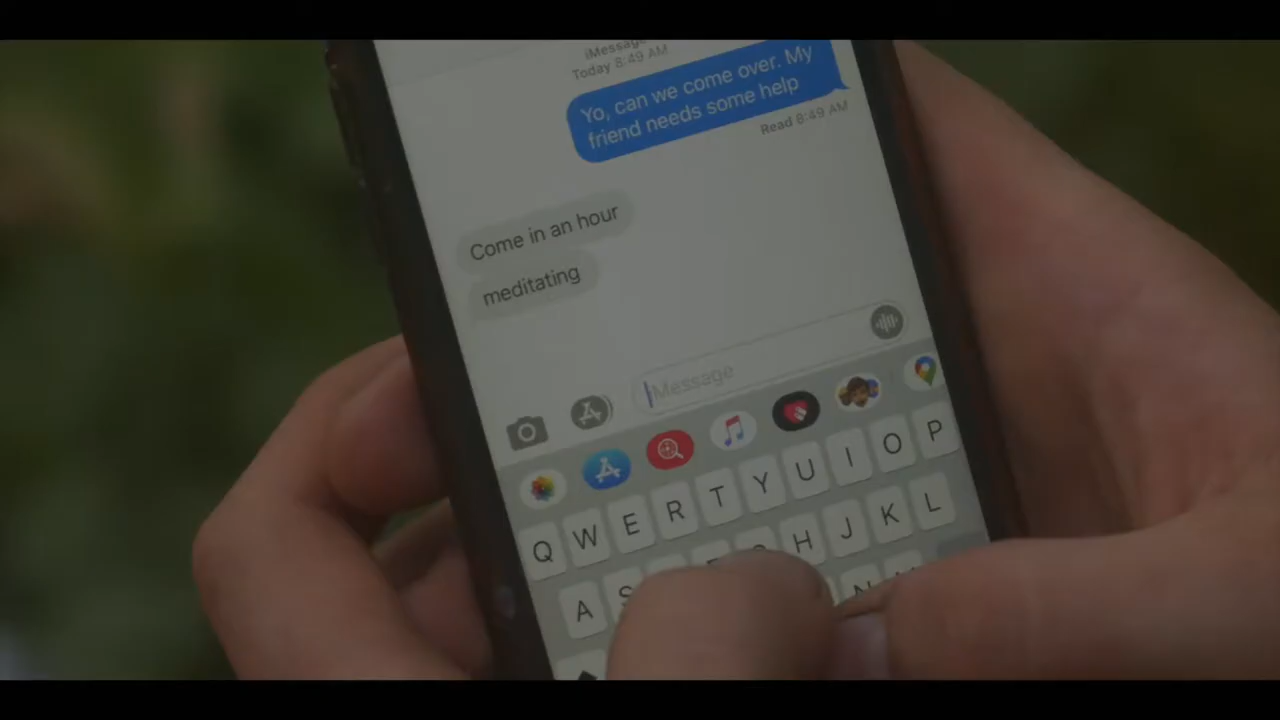 iMessage
Today 8:49 AM
Yo, can we come over. My
friend needs some help
Read 8:49 AM
Come in an hour
meditating
iMessage
Q W E R T Y U I O P
A S H J K L
N